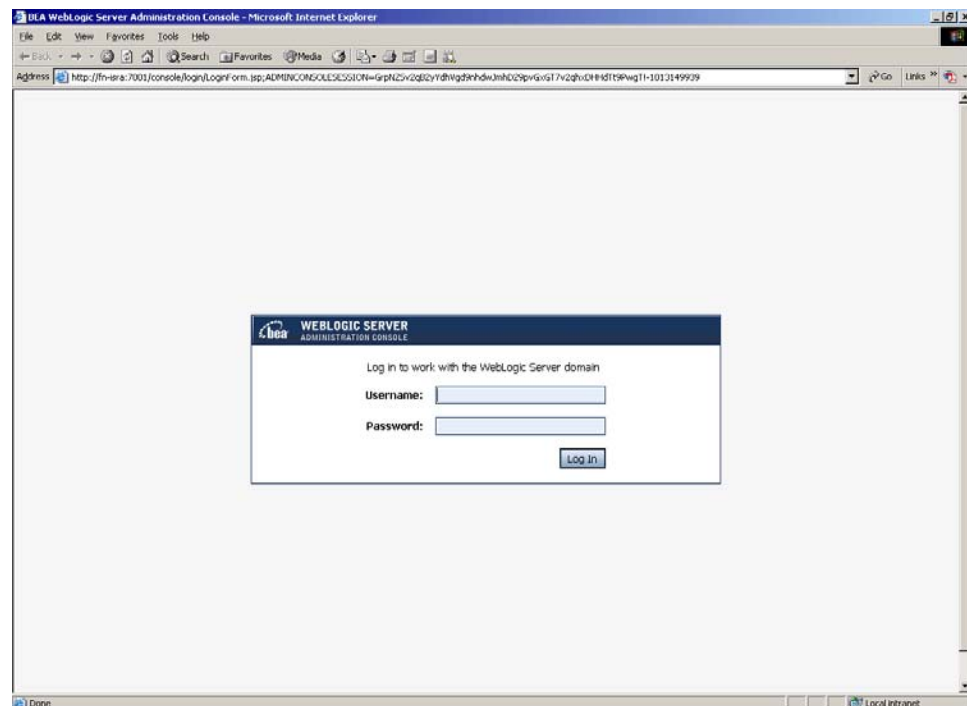 BEA WebLogic Server Administration Console - Microsoft Internet Explorer
File Edit View Favorites Tools Help
Back Search Favorites Media
Address Go Links »
bea WEBLOGIC SERVER
ADMINISTRATION CONSOLE
Log in to work with the WebLogic Server domain
Username:
Password:
Log In
Done Local intranet